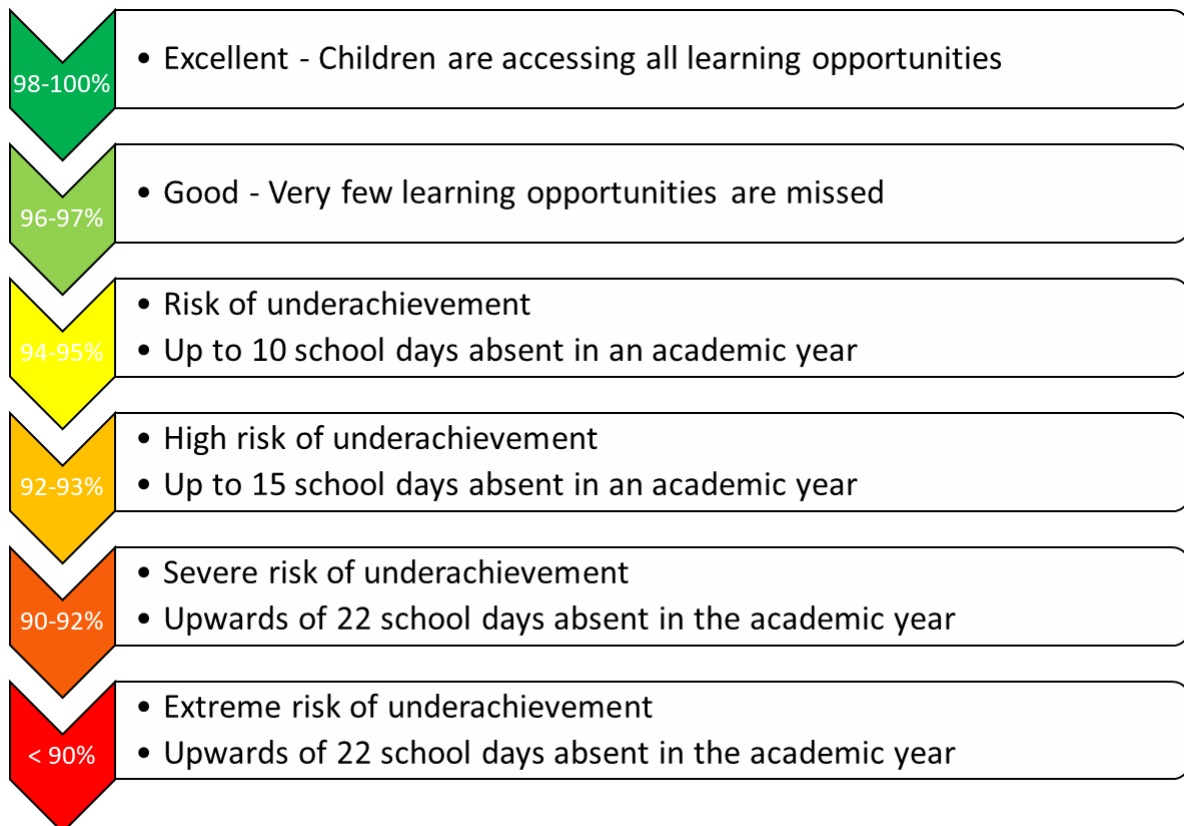 98-100%
• Excellent - Children are accessing all learning opportunities
96-97%
• Good - Very few learning opportunities are missed
94-95%
• Risk of underachievement
• Up to 10 school days absent in an academic year
92-93%
• High risk of underachievement
• Up to 15 school days absent in an academic year
90-92%
• Severe risk of underachievement
• Upwards of 22 school days absent in the academic year
< 90%
• Extreme risk of underachievement
• Upwards of 22 school days absent in the academic year